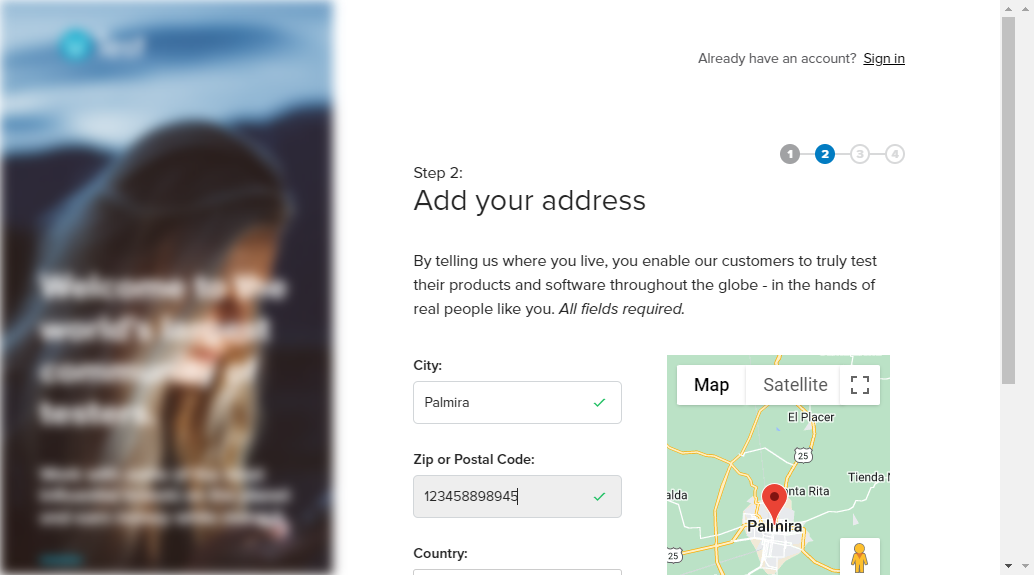 Already have an account? Sign in
1 2 3 4
Step 2:
Add your address
By telling us where you live, you enable our customers to truly test
their products and software throughout the globe - in the hands of
real people like you. All fields required.
City:
Palmira
Zip or Postal Code:
123458898945
Country:
Map Satellite
El Placer
25
Tienda
alda
nta Rita
Palmira
25
Welcome to the
world's largest
community of
testers.